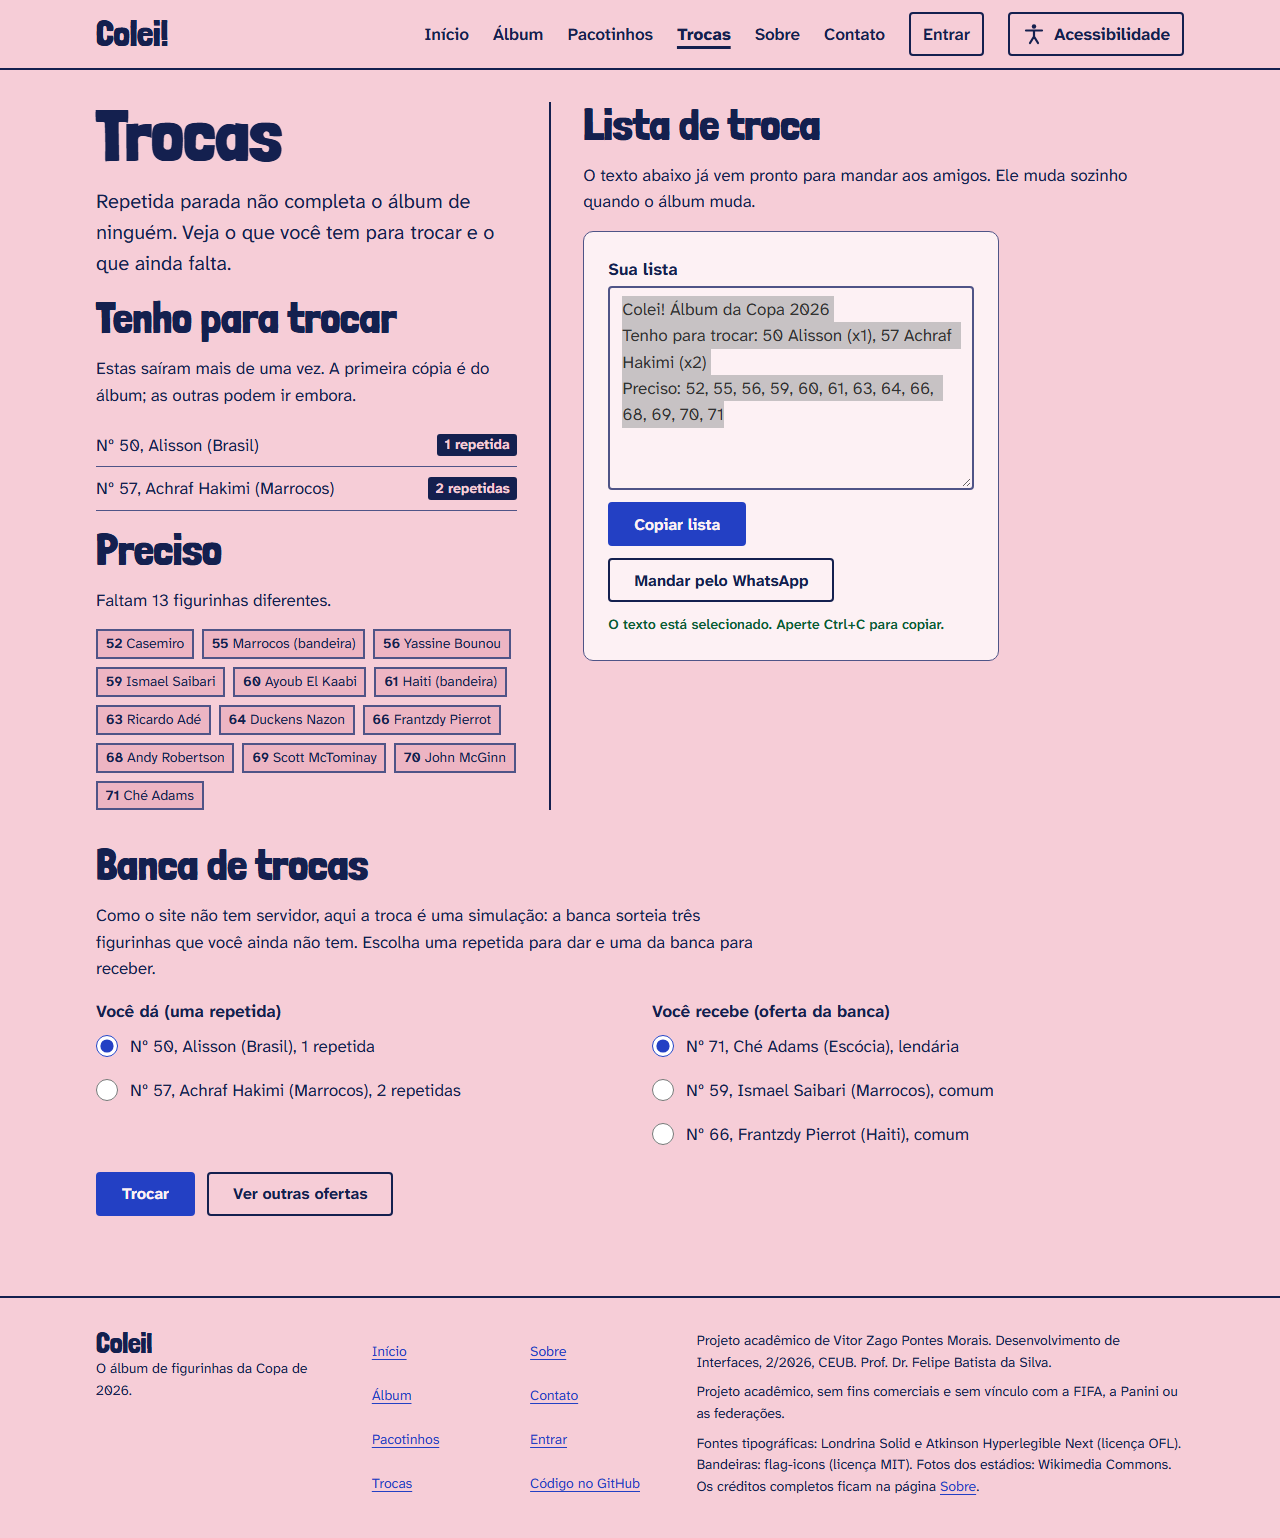 Colei!
Início
Álbum
Pacotinhos
Trocas
Sobre
Contato
Entrar
Acessibilidade
Trocas
Repetida parada não completa o álbum de
ninguém. Veja o que você tem para trocar e o
que ainda falta.
Tenho para trocar
Estas saíram mais de uma vez. A primeira cópia é do
álbum; as outras podem ir embora.
Nº 50, Alisson (Brasil)
1 repetida
Nº 57, Achraf Hakimi (Marrocos)
2 repetidas
Preciso
Faltam 13 figurinhas diferentes.
52 Casemiro
55 Marrocos (bandeira)
56 Yassine Bounou
59 Ismael Saibari
60 Ayoub El Kaabi
61 Haiti (bandeira)
63 Ricardo Adé
64 Duckens Nazon
66 Frantzdy Pierrot
68 Andy Robertson
69 Scott McTominay
70 John McGinn
71 Ché Adams
Lista de troca
O texto abaixo já vem pronto para mandar aos amigos. Ele muda sozinho
quando o álbum muda.
Sua lista
Colei! Álbum da Copa 2026
Tenho para trocar: 50 Alisson (x1), 57 Achraf
Hakimi (x2)
Preciso: 52, 55, 56, 59, 60, 61, 63, 64, 66,
68, 69, 70, 71
Copiar lista
Mandar pelo WhatsApp
O texto está selecionado. Aperte Ctrl+C para copiar.
Banca de trocas
Como o site não tem servidor, aqui a troca é uma simulação: a banca sorteia três
figurinhas que você ainda não tem. Escolha uma repetida para dar e uma da banca para
receber.
Você dá (uma repetida)
Nº 50, Alisson (Brasil), 1 repetida
Nº 57, Achraf Hakimi (Marrocos), 2 repetidas
Você recebe (oferta da banca)
Nº 71, Ché Adams (Escócia), lendária
Nº 59, Ismael Saibari (Marrocos), comum
Nº 66, Frantzdy Pierrot (Haiti), comum
Trocar
Ver outras ofertas
Colei!
O álbum de figurinhas da Copa de
2026.
Início
Álbum
Pacotinhos
Trocas
Sobre
Contato
Entrar
Código no GitHub
Projeto acadêmico de Vitor Zago Pontes Morais. Desenvolvimento de
Interfaces, 2/2026, CEUB. Prof. Dr. Felipe Batista da Silva.
Projeto acadêmico, sem fins comerciais e sem vínculo com a FIFA, a Panini ou
as federações.
Fontes tipográficas: Londrina Solid e Atkinson Hyperlegible Next (licença OFL).
Bandeiras: flag-icons (licença MIT). Fotos dos estádios: Wikimedia Commons.
Os créditos completos ficam na página Sobre.